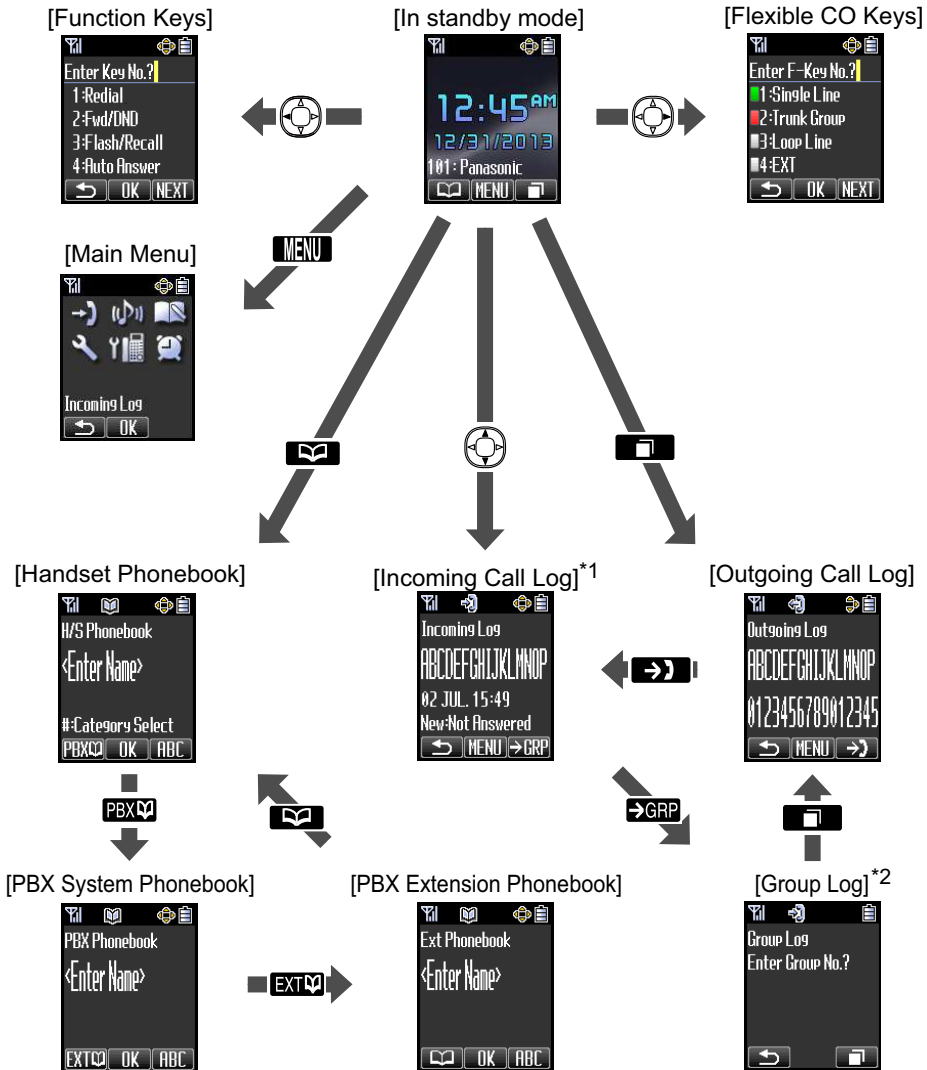 [Function Keys]
[In standby mode]
[Flexible CO Keys]
Enter Key No.?
1:Redial
2:Fwd/DND
3:Flash/Recall
4:Auto Answer
OK NEXT
12:45AM
12/31/2013
101: Panasonic
MENU
Enter F-Key No.?
1:Single Line
2:Trunk Group
3:Loop Line
4:EXT
OK NEXT
MENU
[Main Menu]
Incoming Log
OK
[Handset Phonebook]
H/S Phonebook
<Enter Name>
#:Category Select
PBX OK ABC
[Incoming Call Log]*1
Incoming Log
ABCDEFGHIJKLMNOP
02 JUL. 15:49
New:Not Answered
MENU →GRP
[Outgoing Call Log]
Outgoing Log
ABCDEFGHIJKLMNOP
0123456789012345
MENU
PBX
→GRP
[PBX System Phonebook]
PBX Phonebook
<Enter Name>
EXT OK ABC
EXT
[PBX Extension Phonebook]
Ext Phonebook
<Enter Name>
OK ABC
[Group Log]*2
Group Log
Enter Group No.?